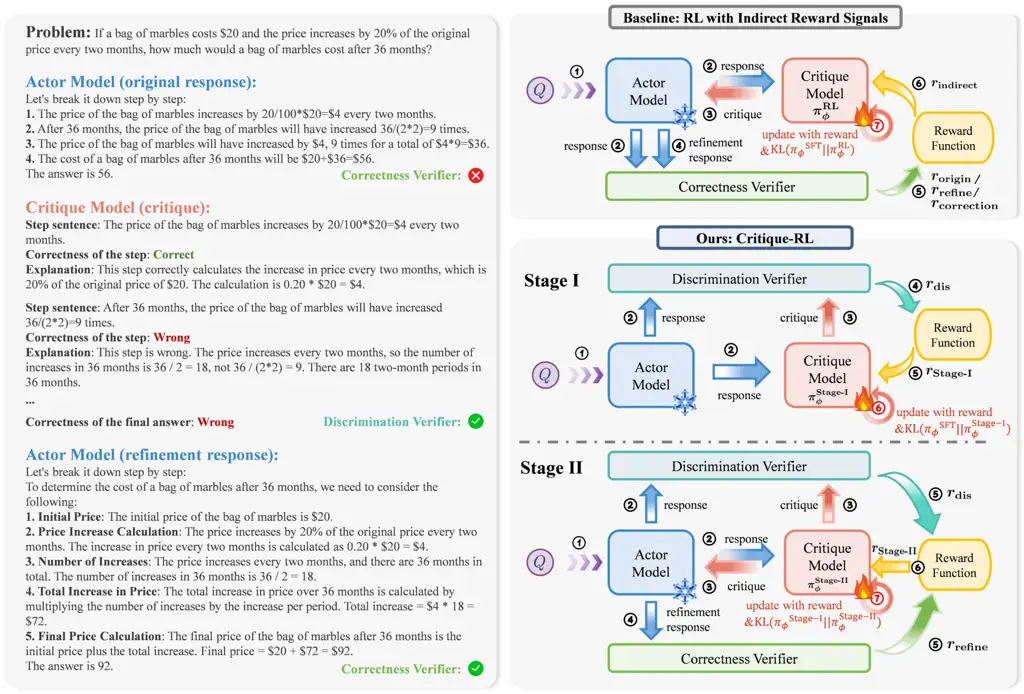 Problem: If a bag of marbles costs $20 and the price increases by 20% of the original
price every two months, how much would a bag of marbles cost after 36 months?
Actor Model (original response):
Let's break it down step by step:
1. The price of the bag of marbles increases by 20/100*$20=$4 every two months.
2. After 36 months, the price of the bag of marbles will have increased 36/(2*2)=9 times.
3. The price of the bag of marbles will have increased by $4, 9 times for a total of $4*9=$36.
4. The cost of a bag of marbles after 36 months will be $20+$36=$56.
The answer is 56.
Correctness Verifier:
Critique Model (critique):
Step sentence: The price of the bag of marbles increases by 20/100*$20=$4 every two
months.
Correctness of the step: Correct
Explanation: This step correctly calculates the increase in price every two months, which is
20% of the original price of $20. The calculation is 0.20 * $20 = $4.
Step sentence: After 36 months, the price of the bag of marbles will have increased
36/(2*2)=9 times.
Correctness of the step: Wrong
Explanation: This step is wrong. The price increases every two months, so the number of
increases in 36 months is 36 / 2 = 18, not 36 / (2*2) = 9. There are 18 two-month periods in
36 months.
...
Correctness of the final answer: Wrong
Discrimination Verifier:
Actor Model (refinement response):
Let's break it down step by step:
To determine the cost of a bag of marbles after 36 months, we need to consider the
following:
1. Initial Price: The initial price of the bag of marbles is $20.
2. Price Increase Calculation: The price increases by 20% of the original price every two
months. The increase in price every two months is calculated as 0.20 * $20 = $4.
3. Number of Increases: The price increases every two months, and there are 36 months in
total. The number of increases in 36 months is 36 / 2 = 18.
4. Total Increase in Price: The total increase in price over 36 months is calculated by
multiplying the number of increases by the increase per period. Total increase = $4 * 18 =
$72.
5. Final Price Calculation: The final price of the bag of marbles after 36 months is the
initial price plus the total increase. Final price = $20 + $72 = $92.
The answer is 92.
Correctness Verifier:
Baseline: RL with Indirect Reward Signals
Q
①
Actor
Model
② response
③ critique
Critique
Model
π_ϕ^RL
⑦
⑥ r_indirect
Reward
Function
update with reward
&KL(π_ϕ^SFT||π_ϕ^RL)
response ②
④ refinement
response
Correctness Verifier
⑤
r_origin /
r_refine/
r_correction
Ours: Critique-RL
Stage I
Discrimination Verifier
④ r_dis
② response
critique ③
Reward
Function
Q
①
Actor
Model
②
response
Critique
Model
π_ϕ^Stage-I
⑤ r_Stage-I
⑥
update with reward
&KL(π_ϕ^SFT||π_ϕ^Stage-I)
Stage II
Discrimination Verifier
⑤ r_dis
② response
critique ③
Q
①
Actor
Model
② response
③ critique
Critique
Model
π_ϕ^Stage-II
r_Stage-II
⑥
Reward
Function
⑦
update with reward
&KL(π_ϕ^Stage-I||π_ϕ^Stage-II)
④ refinement
response
⑤ r_refine
Correctness Verifier